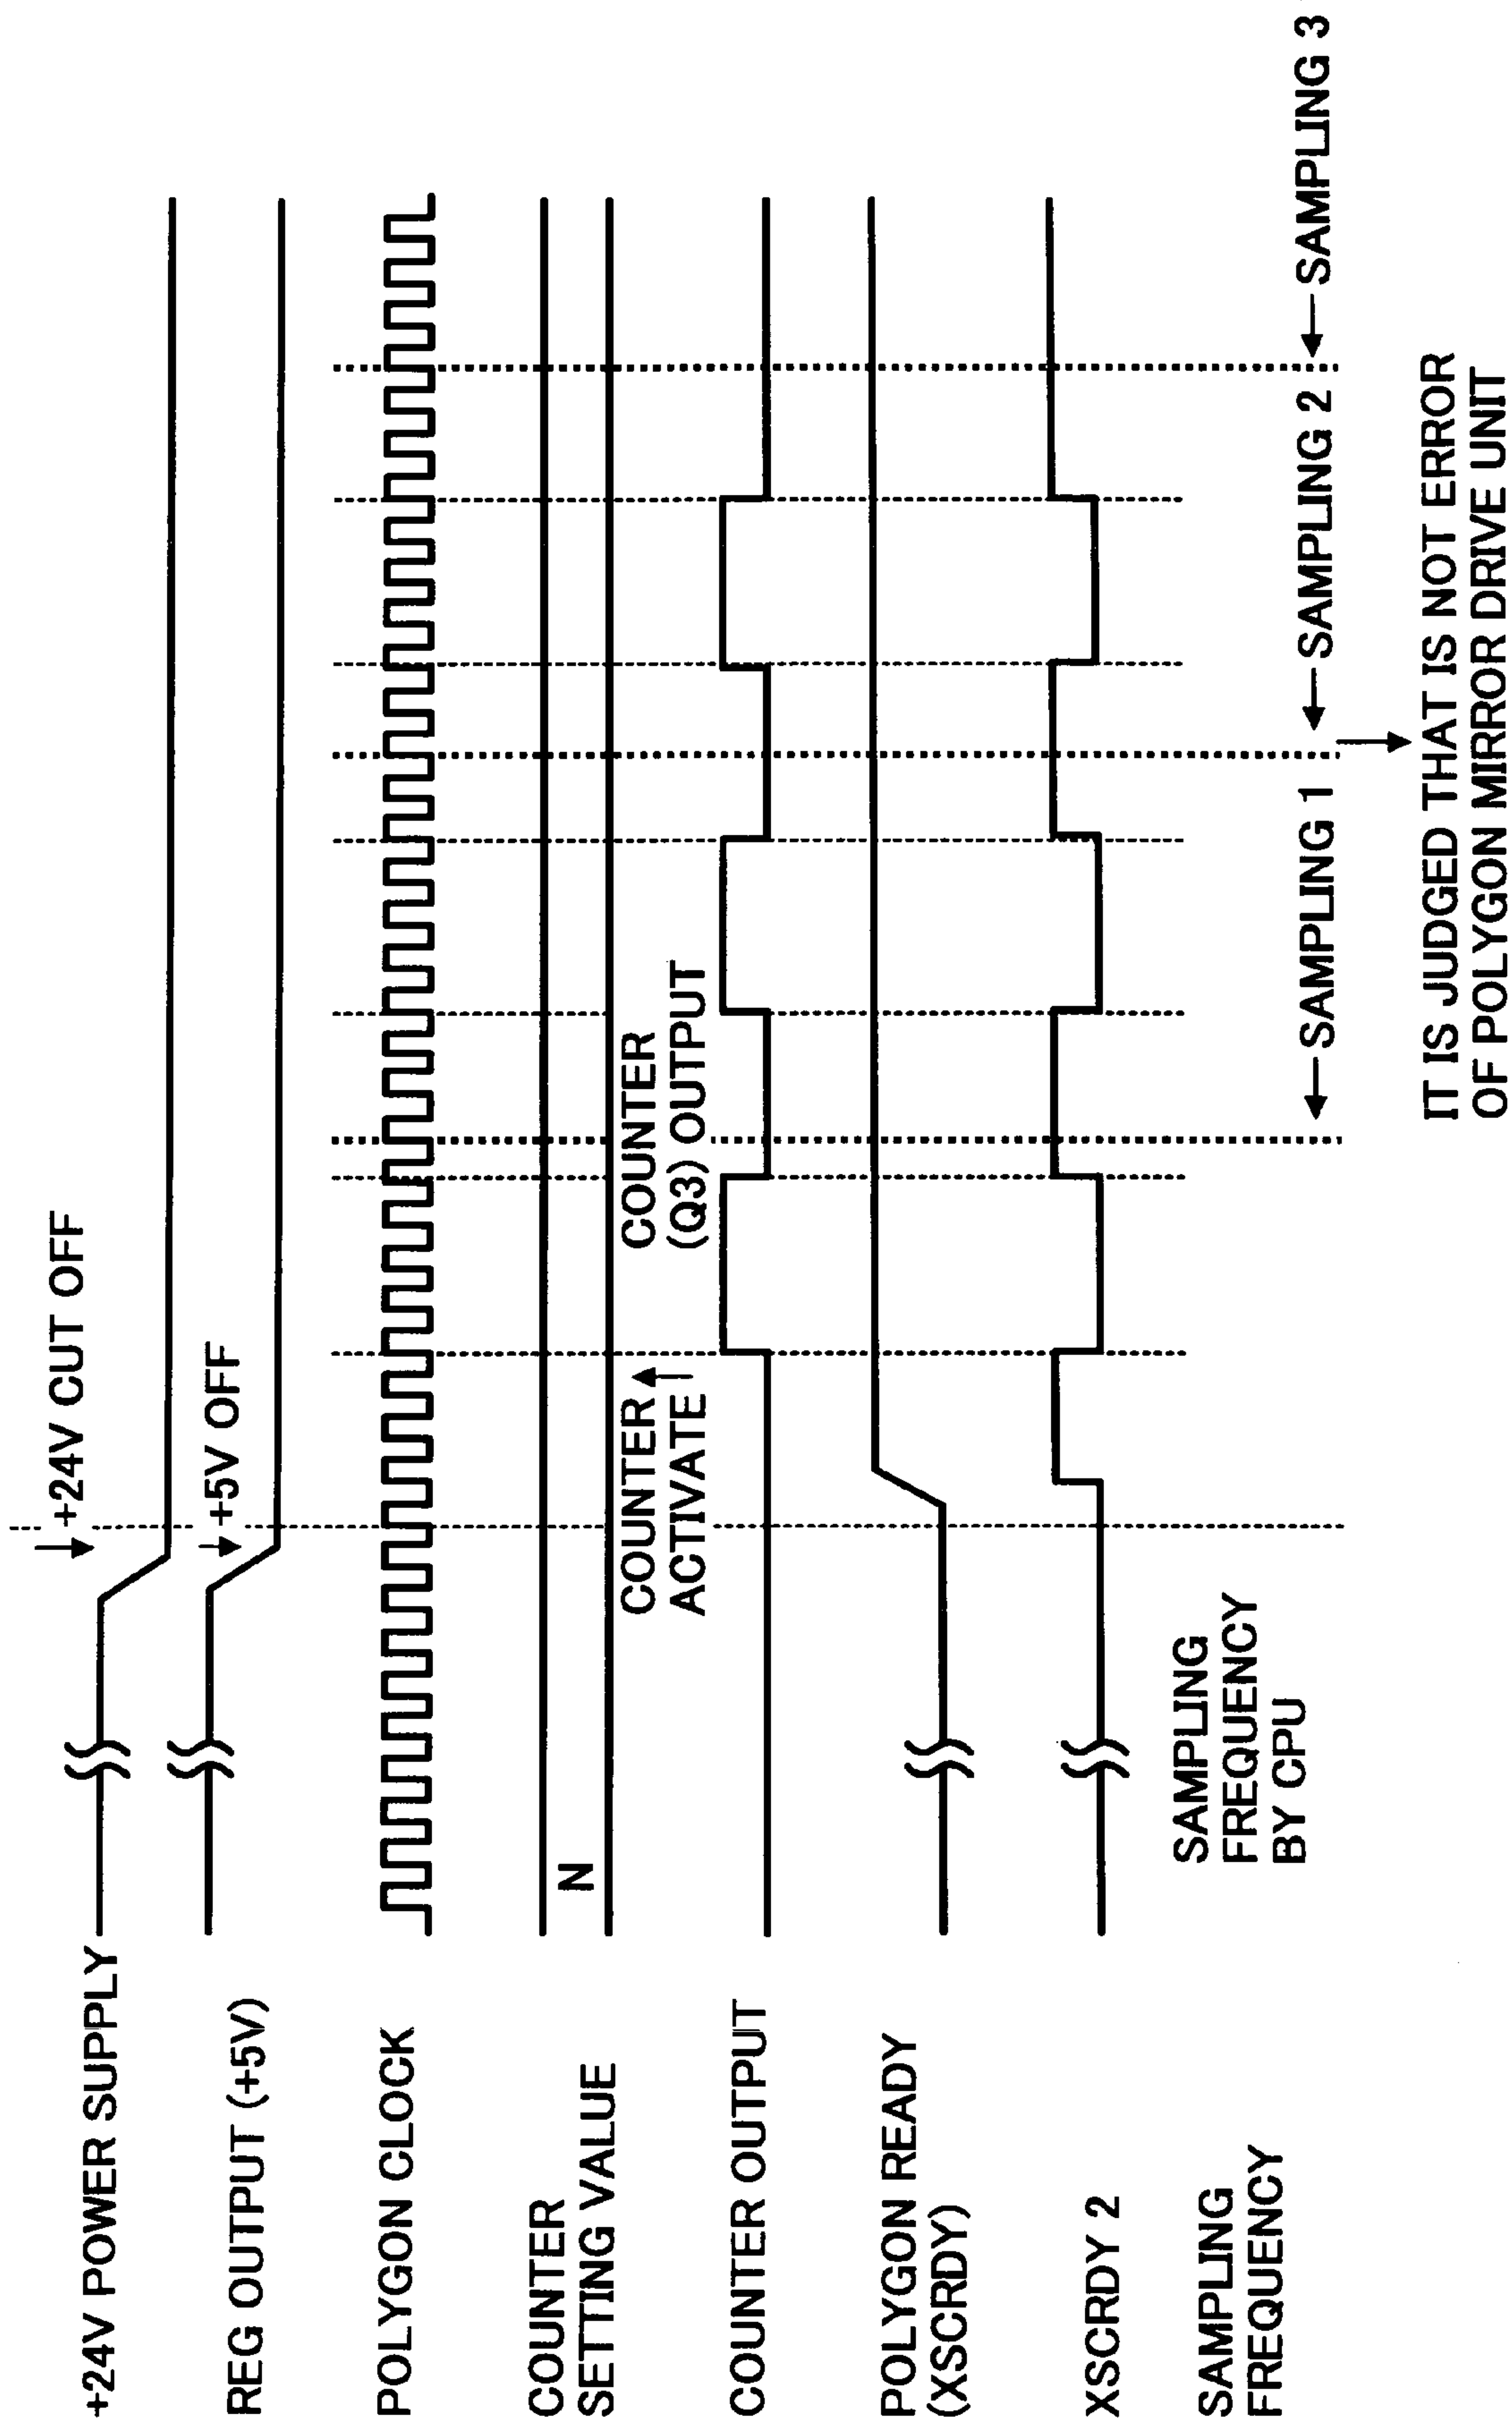 +24V POWER SUPPLY
+24V CUT OFF
REG OUTPUT (+5V)
+5V OFF
POLYGON CLOCK
COUNTER
SETTING VALUE
N
COUNTER
ACTIVATE
COUNTER
(Q3) OUTPUT
COUNTER OUTPUT
POLYGON READY
(XSCRDY)
XSCRDY 2
SAMPLING
FREQUENCY
SAMPLING
FREQUENCY
BY CPU
SAMPLING 1
SAMPLING 2
SAMPLING 3
IT IS JUDGED THAT IS NOT ERROR
OF POLYGON MIRROR DRIVE UNIT